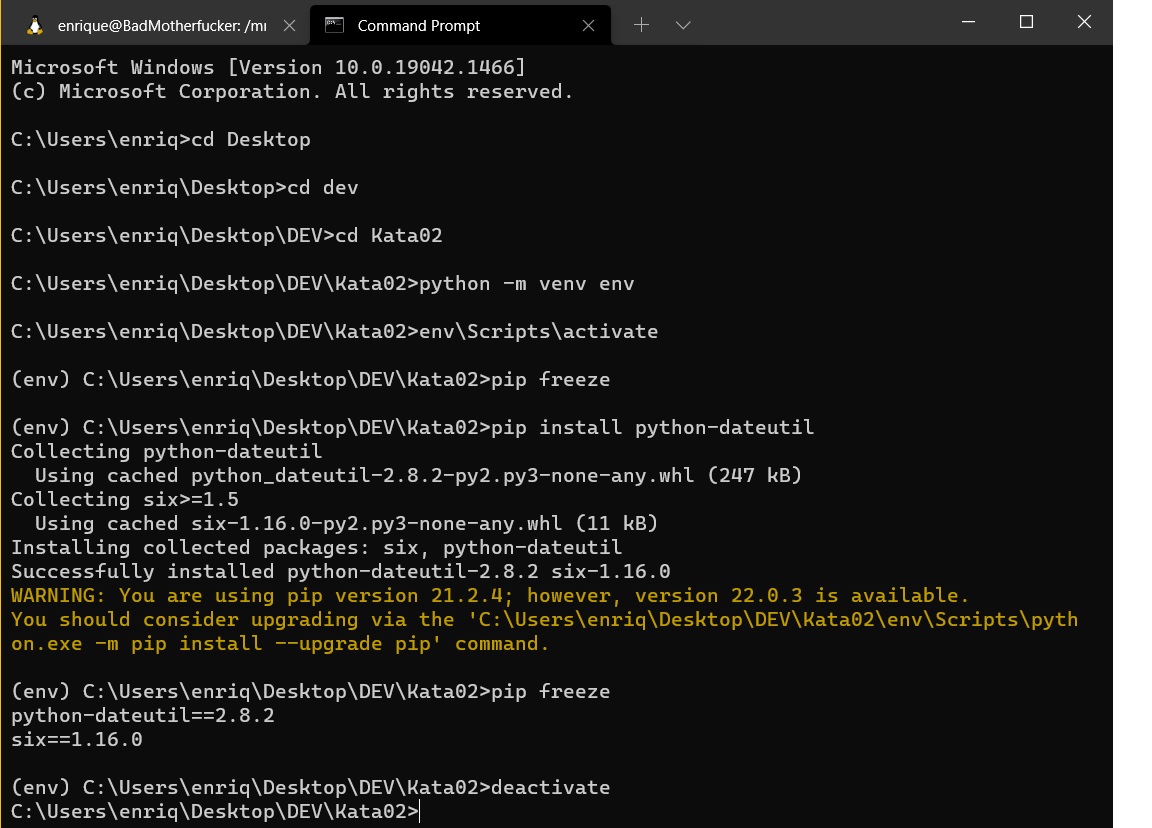 enrique@BadMotherfucker: /mu
Command Prompt
Microsoft Windows [Version 10.0.19042.1466]
(c) Microsoft Corporation. All rights reserved.
C:\Users\enriq>cd Desktop
C:\Users\enriq\Desktop>cd dev
C:\Users\enriq\Desktop\DEV>cd Kata02
C:\Users\enriq\Desktop\DEV\Kata02>python -m venv env
C:\Users\enriq\Desktop\DEV\Kata02>env\Scripts\activate
(env) C:\Users\enriq\Desktop\DEV\Kata02>pip freeze
(env) C:\Users\enriq\Desktop\DEV\Kata02>pip install python-dateutil
Collecting python-dateutil
  Using cached python_dateutil-2.8.2-py2.py3-none-any.whl (247 kB)
Collecting six>=1.5
  Using cached six-1.16.0-py2.py3-none-any.whl (11 kB)
Installing collected packages: six, python-dateutil
Successfully installed python-dateutil-2.8.2 six-1.16.0
WARNING: You are using pip version 21.2.4; however, version 22.0.3 is available.
You should consider upgrading via the 'C:\Users\enriq\Desktop\DEV\Kata02\env\Scripts\pyth
on.exe -m pip install --upgrade pip' command.
(env) C:\Users\enriq\Desktop\DEV\Kata02>pip freeze
python-dateutil==2.8.2
six==1.16.0
(env) C:\Users\enriq\Desktop\DEV\Kata02>deactivate
C:\Users\enriq\Desktop\DEV\Kata02>